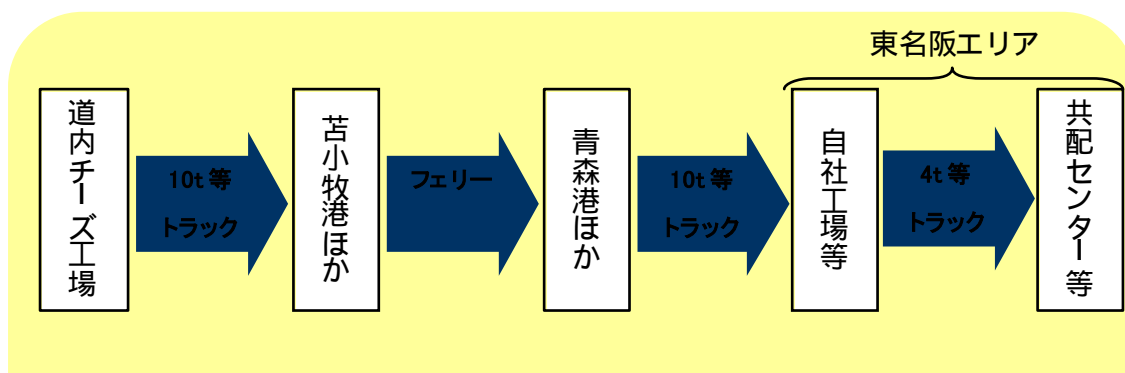 東名阪エリア
道内チーズ工場
10t 等
トラック
苫小牧港ほか
フェリー
青森港ほか
10t 等
トラック
自社工場等
4t 等
トラック
共配センター等